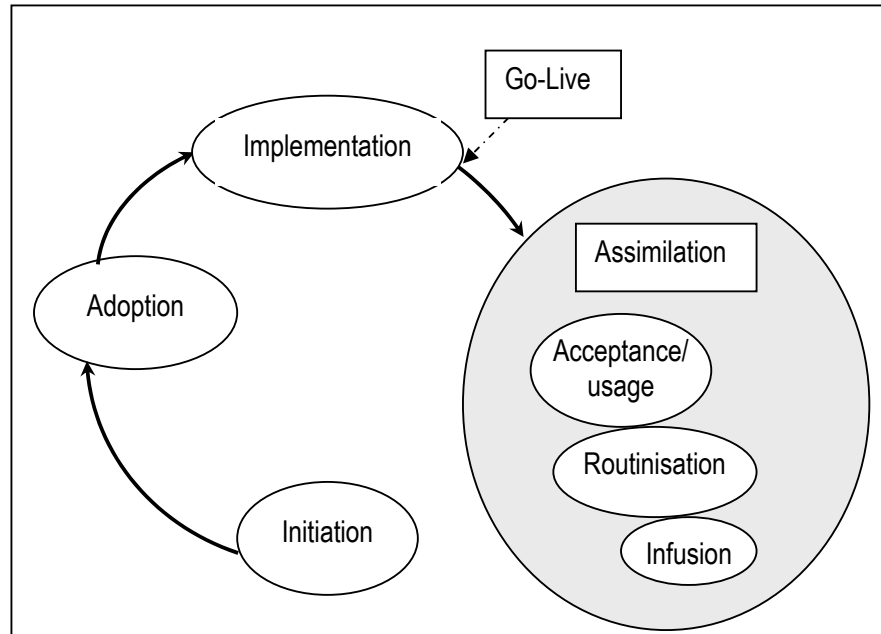 Go-Live
Implementation
Assimilation
Adoption
Acceptance/
usage
Routinisation
Initiation
Infusion